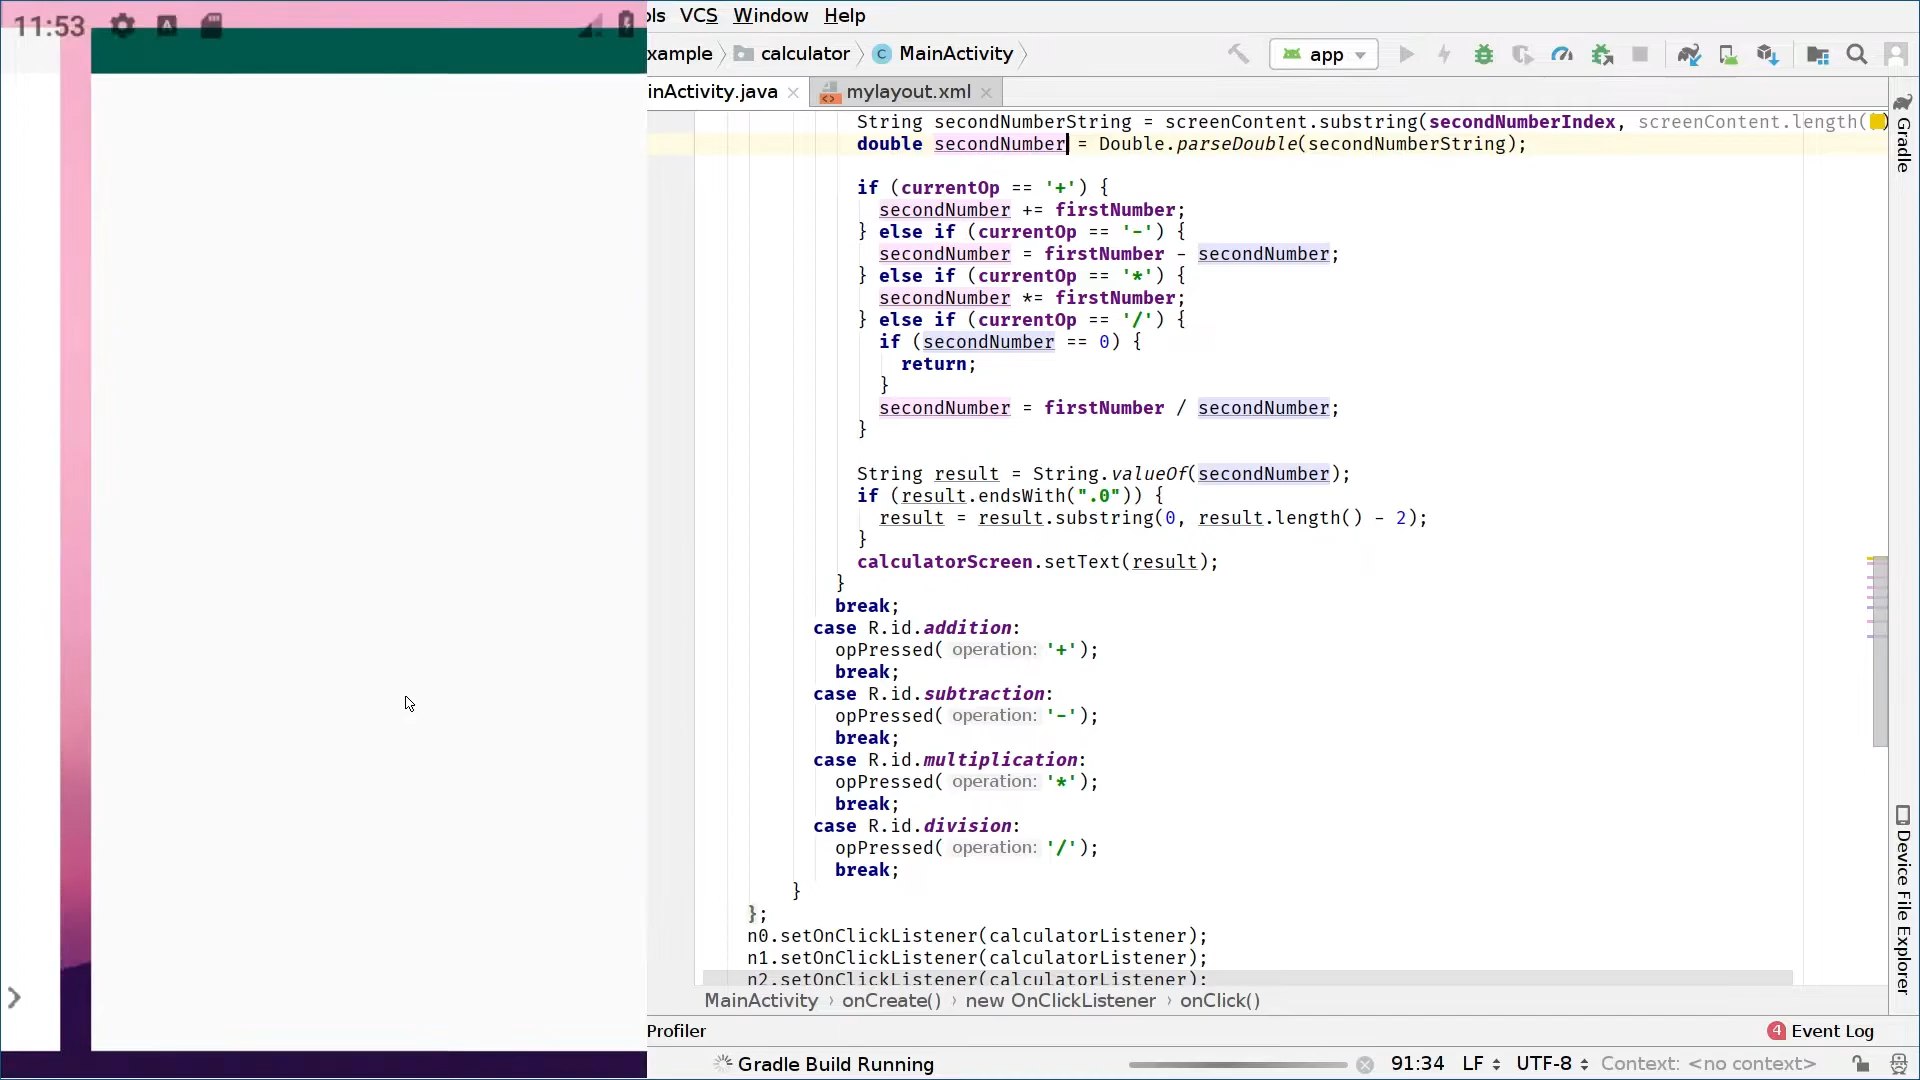 11:53
VCS Window Help
calculator MainActivity
app
inActivity.java mylayout.xml
String secondNumberString = screenContent.substring(secondNumberIndex, screenContent.length(
double secondNumber = Double.parseDouble(secondNumberString);
if (currentOp == '+') {
secondNumber += firstNumber;
} else if (currentOp == '-') {
secondNumber = firstNumber - secondNumber;
} else if (currentOp == '*') {
secondNumber *= firstNumber;
} else if (currentOp == '/') {
if (secondNumber == 0) {
return;
}
secondNumber = firstNumber / secondNumber;
}
String result = String.valueOf(secondNumber);
if (result.endsWith(".0")) {
result = result.substring(0, result.length() - 2);
}
calculatorScreen.setText(result);
}
break;
case R.id.addition:
opPressed( operation: '+');
break;
case R.id.subtraction:
opPressed( operation: '-');
break;
case R.id.multiplication:
opPressed( operation: '*');
break;
case R.id.division:
opPressed( operation: '/');
break;
}
};
n0.setOnClickListener(calculatorListener);
n1.setOnClickListener(calculatorListener);
n2.setOnClickListener(calculatorListener);
MainActivity › onCreate() › new OnClickListener › onClick()
Profiler
4 Event Log
Gradle Build Running
91:34 LF UTF-8 Context: <no context>
Gradle
Device File Explorer